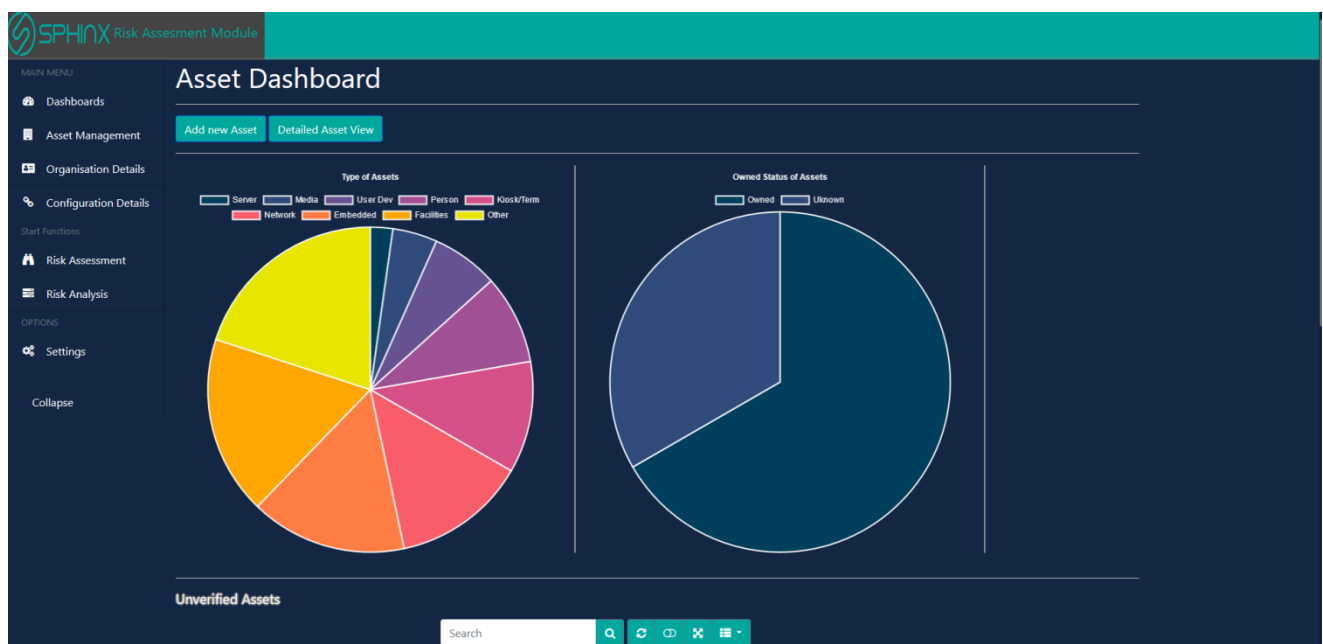 SPHINX Risk Assesment Module
MAIN MENU
Dashboards
Asset Management
Organisation Details
Configuration Details
Start Functions
Risk Assessment
Risk Analysis
OPTIONS
Settings
Collapse
Asset Dashboard
Add new Asset Detailed Asset View
Type of Assets
Server Media User Dev Person Kiosk/Term
Network Embedded Facilities Other
Owned Status of Assets
Owned Uknown
Unverified Assets
Search